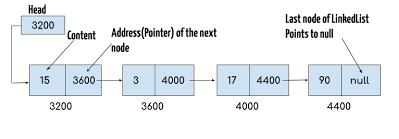 Head
3200
Content
Address(Pointer) of the next
node
Last node of LinkedList
Points to null
15 3600 3 4000 17 4400 90 null
3200 3600 4000 4400